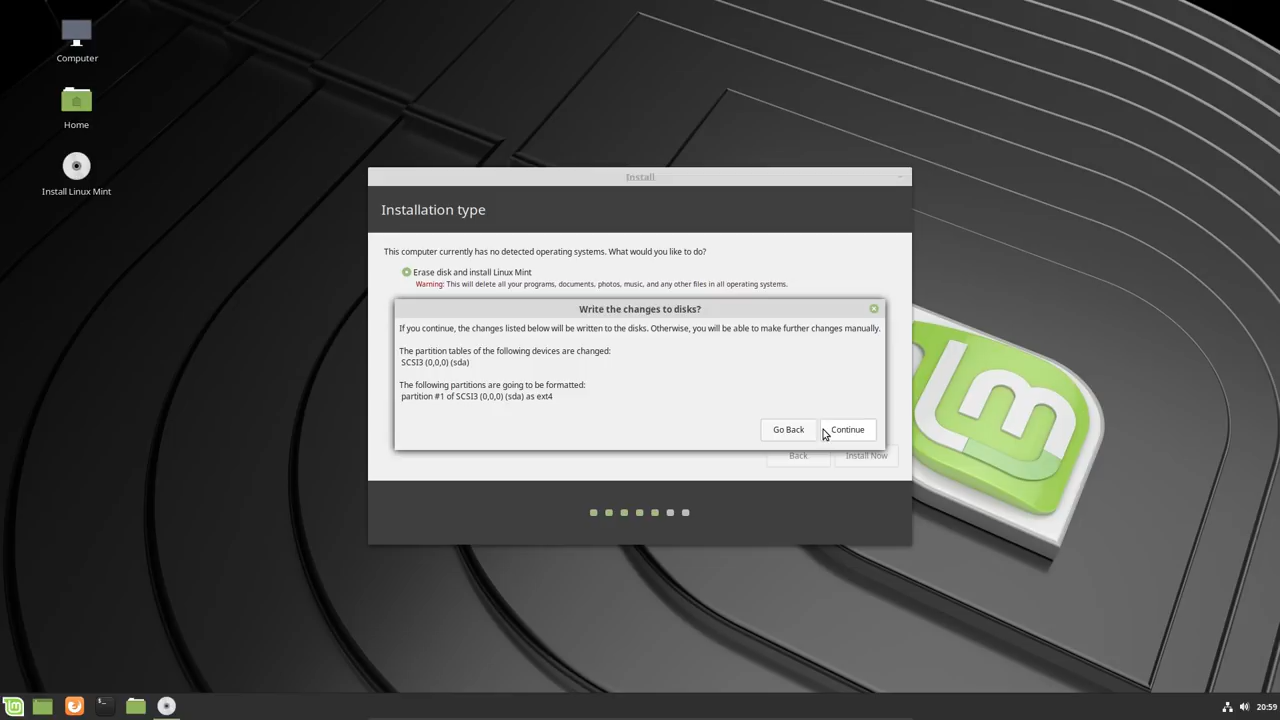 Computer
Home
Install Linux Mint
Install
Installation type
This computer currently has no detected operating systems. What would you like to do?
Erase disk and install Linux Mint
Warning: This will delete all your programs, documents, photos, music, and any other files in all operating systems.
Write the changes to disks?
If you continue, the changes listed below will be written to the disks. Otherwise, you will be able to make further changes manually.
The partition tables of the following devices are changed:
SCSI3 (0,0,0) (sda)
The following partitions are going to be formatted:
partition #1 of SCSI3 (0,0,0) (sda) as ext4
Go Back
Continue
Back
Install Now
lm
20:59